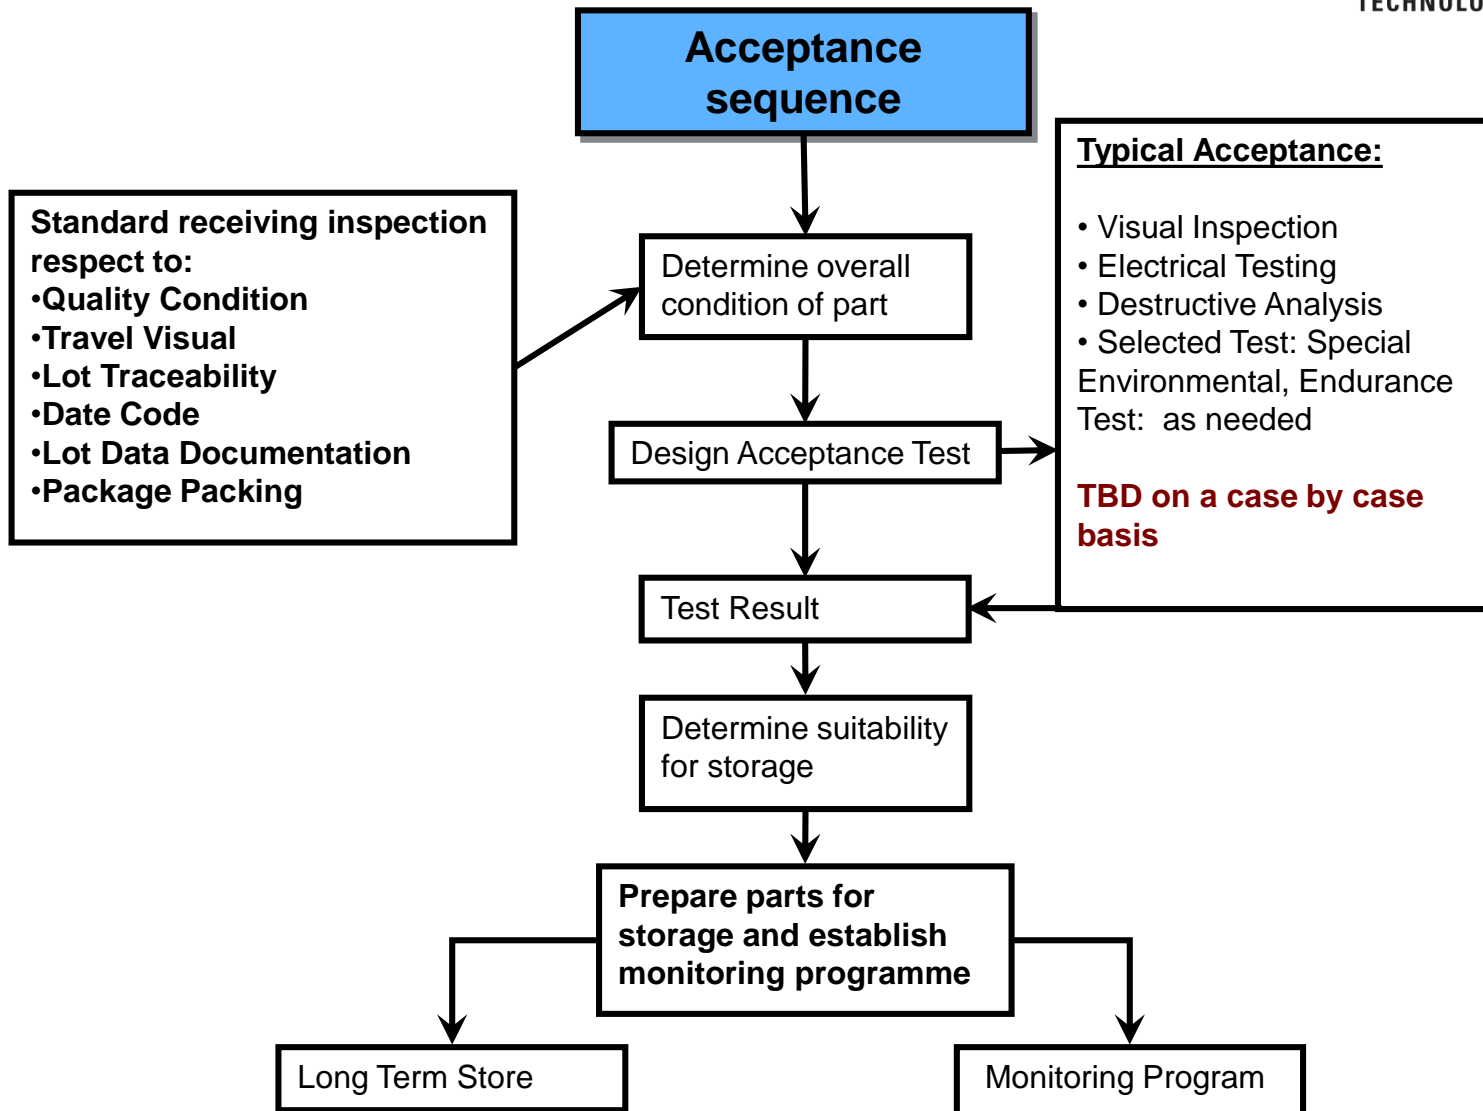 TECHNOLO
Acceptance
sequence
Typical Acceptance:
• Visual Inspection
• Electrical Testing
• Destructive Analysis
• Selected Test: Special
Environmental, Endurance
Test: as needed
TBD on a case by case
basis
Standard receiving inspection
respect to:
•Quality Condition
•Travel Visual
•Lot Traceability
•Date Code
•Lot Data Documentation
•Package Packing
Determine overall
condition of part
Design Acceptance Test
Test Result
Determine suitability
for storage
Prepare parts for
storage and establish
monitoring programme
Long Term Store
Monitoring Program